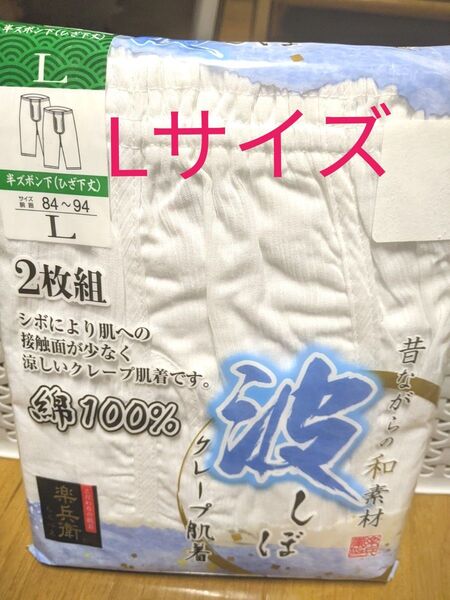 半ズボン下(ひざ下丈)
L
半ズボン下(ひざ下丈)
サイズ
胴囲
84～94
L
Lサイズ
2枚組
シボにより肌への
接触面が少なく
涼しいクレープ肌着です。
綿100%
昔ながらの和素材
波しぼ
クレープ肌着
楽兵衛